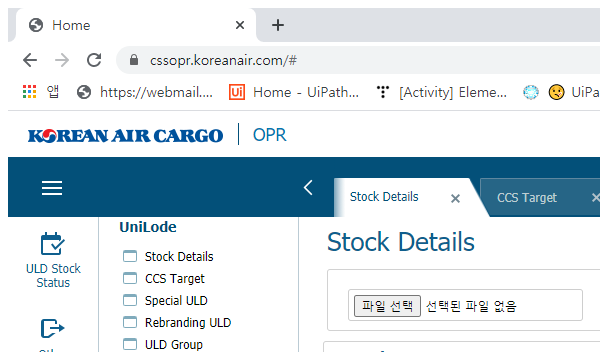 Home
cssopr.koreanair.com/#
앱 https://webmail.... Home - UiPath... [Activity] Eleme... UiPa
KOREAN AIR CARGO OPR
Stock Details CCS Target
UniLode
Stock Details
CCS Target
Special ULD
Rebranding ULD
ULD Group
ULD Stock
Status
Stock Details
파일 선택 선택된 파일 없음